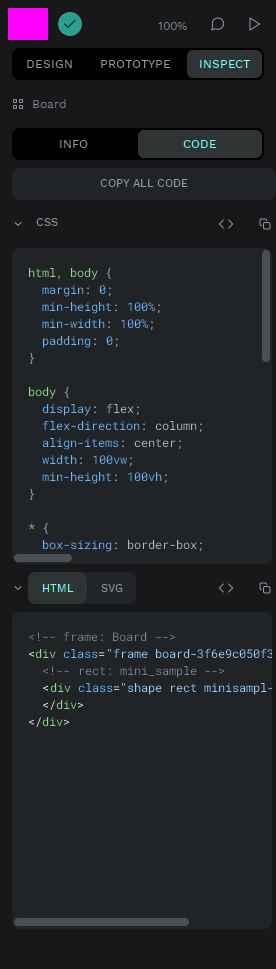 100%
DESIGN PROTOTYPE INSPECT
Board
INFO CODE
COPY ALL CODE
CSS
html, body {
margin: 0;
min-height: 100%;
min-width: 100%;
padding: 0;
}
body {
display: flex;
flex-direction: column;
align-items: center;
width: 100vw;
min-height: 100vh;
}
* {
box-sizing: border-box;
HTML SVG
<!-- frame: Board -->
<div class="frame board-3f6e9c050f3
<!-- rect: mini_sample -->
<div class="shape rect minisampl-
</div>
</div>